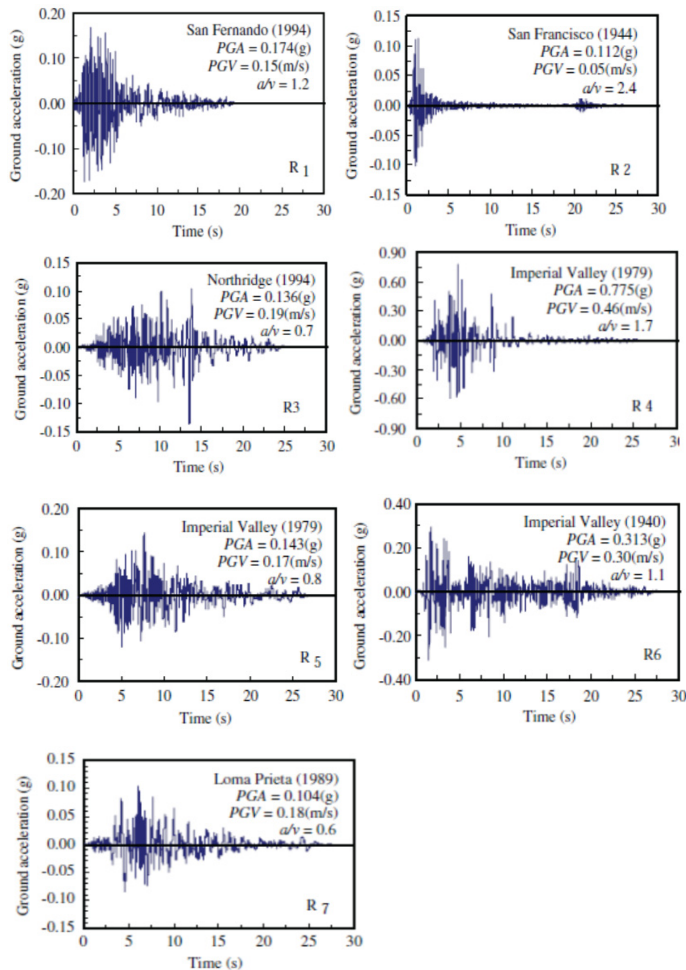 San Fernando (1994)
PGA = 0.174(g)
PGV = 0.15(m/s)
a/v = 1.2
R 1
Ground acceleration (g)
0.20
0.10
0.00
0.10
0.20
0 5 10 15 20 25 30
Time (s)
San Francisco (1944)
PGA = 0.112(g)
PGV = 0.05(m/s)
a/v = 2.4
R 2
Ground acceleration (g)
0.15
0.10
0.05
0.00
0.05
-0.10
-0.15
0 5 10 15 20 25 30
Time (s)
Northridge (1994)
PGA = 0.136(g)
PGV = 0.19(m/s)
a/v = 0.7
R3
Ground acceleration (g)
0.15
0.10
0.05
0.00
-0.05
-0.10
-0.15
0 5 10 15 20 25 30
Time (s)
Imperial Valley (1979)
PGA = 0.775(g)
PGV = 0.46(m/s)
a/v = 1.7
R 4
Ground acceleration (g)
0.90
0.60
0.30
0.00
-0.30
-0.60
-0.90
0 5 10 15 20 25 30
Time (s)
Imperial Valley (1979)
PGA = 0.143(g)
PGV = 0.17(m/s)
a/v = 0.8
R 5
Ground acceleration (g)
0.20
0.10
0.00
-0.10
-0.20
0 5 10 15 20 25 30
Time (s)
Imperial Valley (1940)
PGA = 0.313(g)
PGV = 0.30(m/s)
a/v = 1.1
R6
Ground acceleration (g)
0.40
0.20
0.00
-0.20
-0.40
0 5 10 15 20 25 30
Time (s)
Loma Prieta (1989)
PGA = 0.104(g)
PGV = 0.18(m/s)
a/v = 0.6
R 7
Ground acceleration (g)
0.15
0.10
0.05
0.00
-0.05
-0.10
-0.15
0 5 10 15 20 25 30
Time (s)